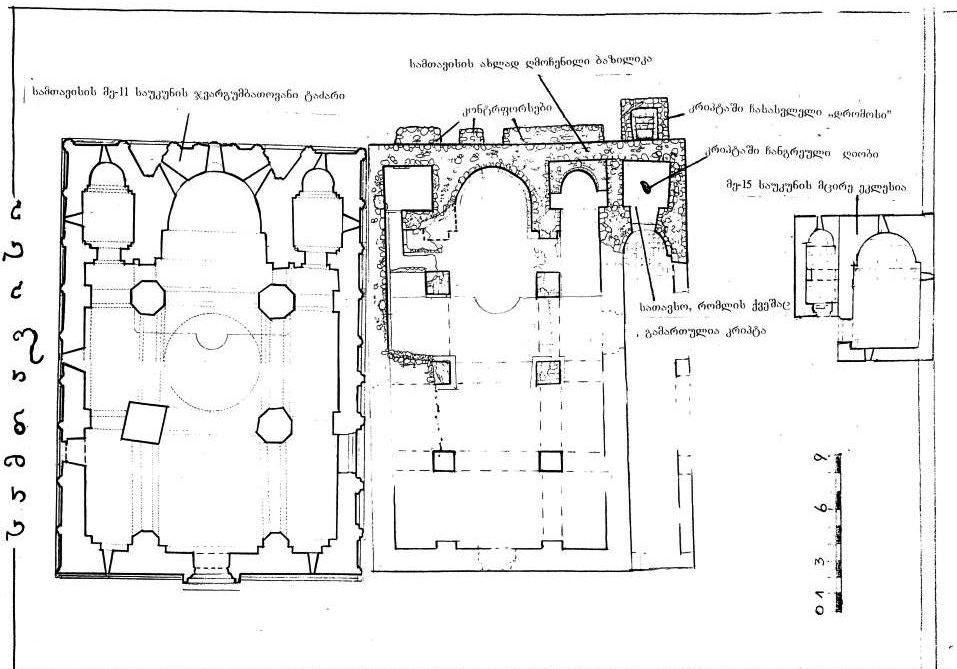 სამთავისის ახლად ღმოჩენილი ბაზილიკა
სამთავისის მე-11 საუკუნის ჯვარგუმბათოვანი ტაძარი
კონტრფორსები
კრიპტაში ჩასასვლელი „დრომოსი"
კრიპტაში ჩანგრეული ღიობი
მე-15 საუკუნის მცირე ეკლესია
სათავსო, რომლის ქვეშაც
გამართულია კრიპტა
0 1 3 6 9